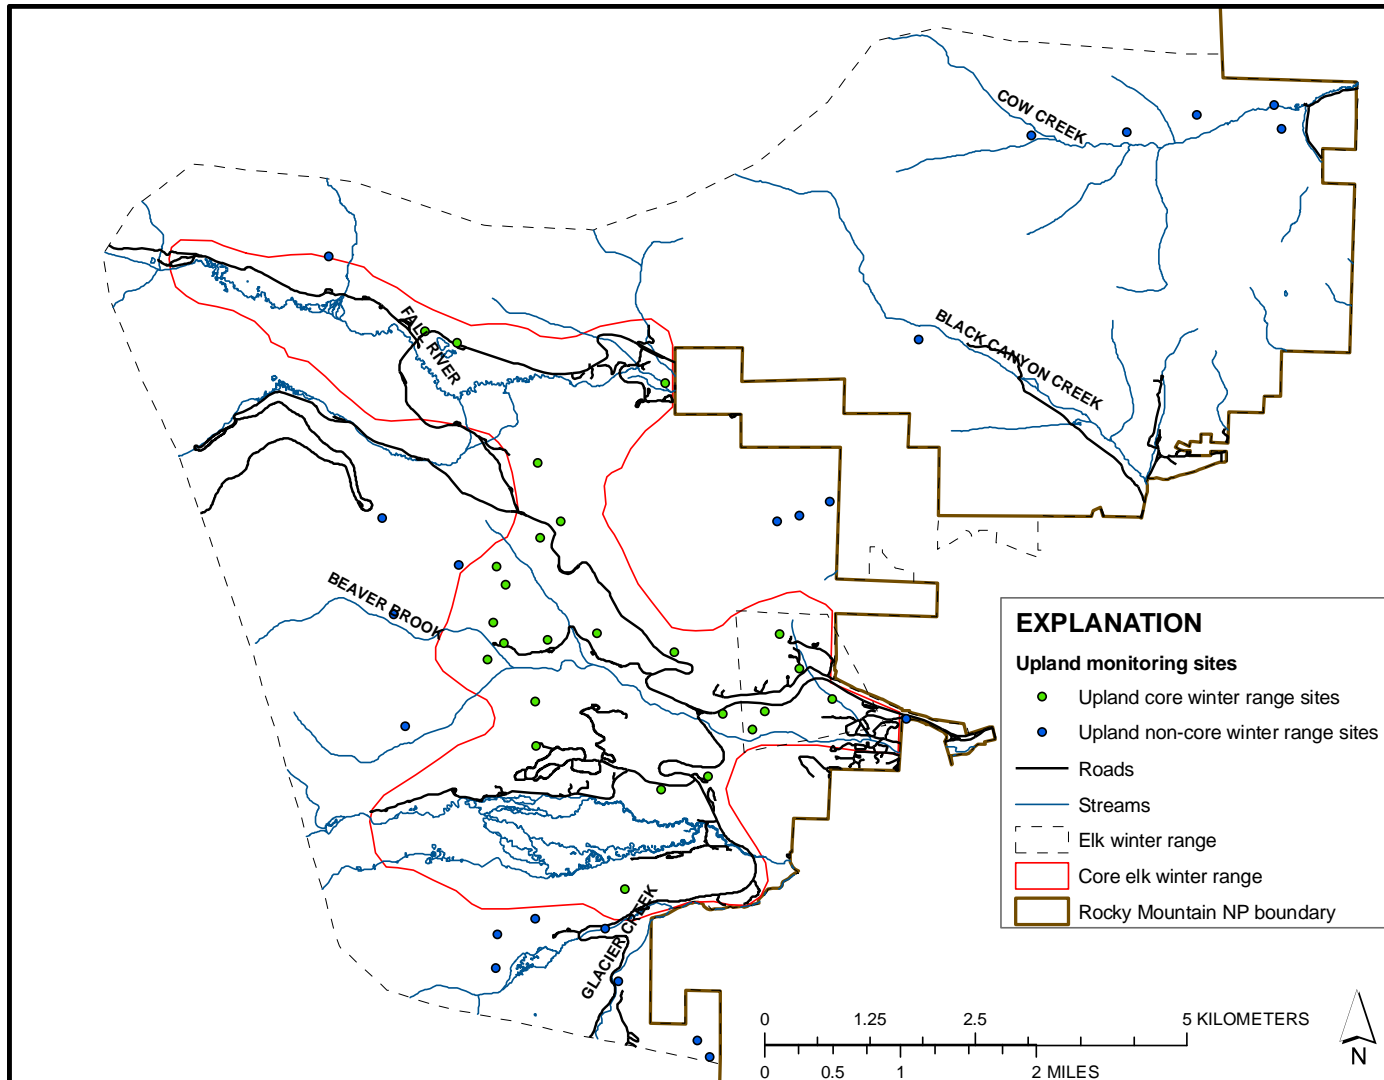 COW CREEK
FALL RIVER
BLACK CANYON CREEK
BEAVER BROOK
GLACIER CREEK
EXPLANATION
Upland monitoring sites
Upland core winter range sites
Upland non-core winter range sites
Roads
Streams
Elk winter range
Core elk winter range
Rocky Mountain NP boundary
0 1.25 2.5 5 KILOMETERS
0 0.5 1 2 MILES
N